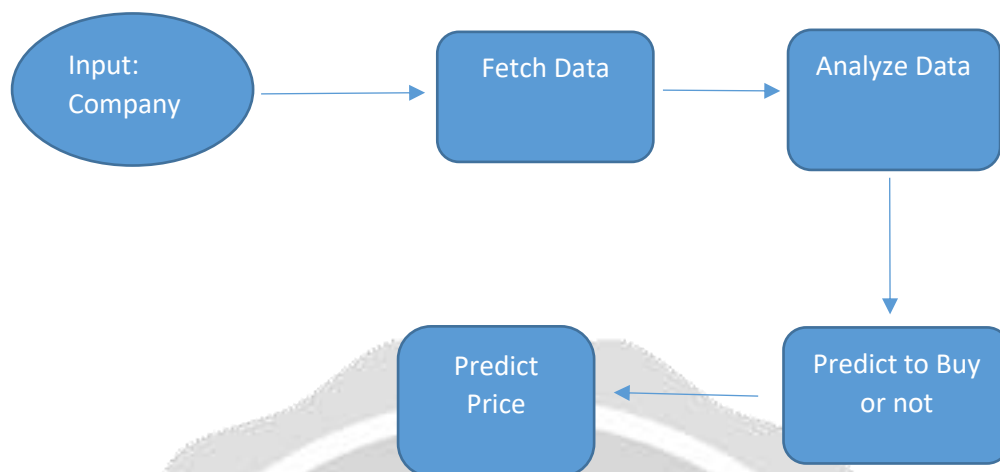 Input:
Company
Fetch Data
Analyze Data
Predict to Buy
or not
Predict
Price